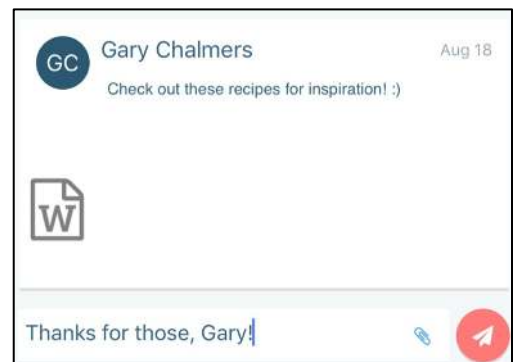 GC
Gary Chalmers
Aug 18
Check out these recipes for inspiration! :)
W
Thanks for those, Gary!